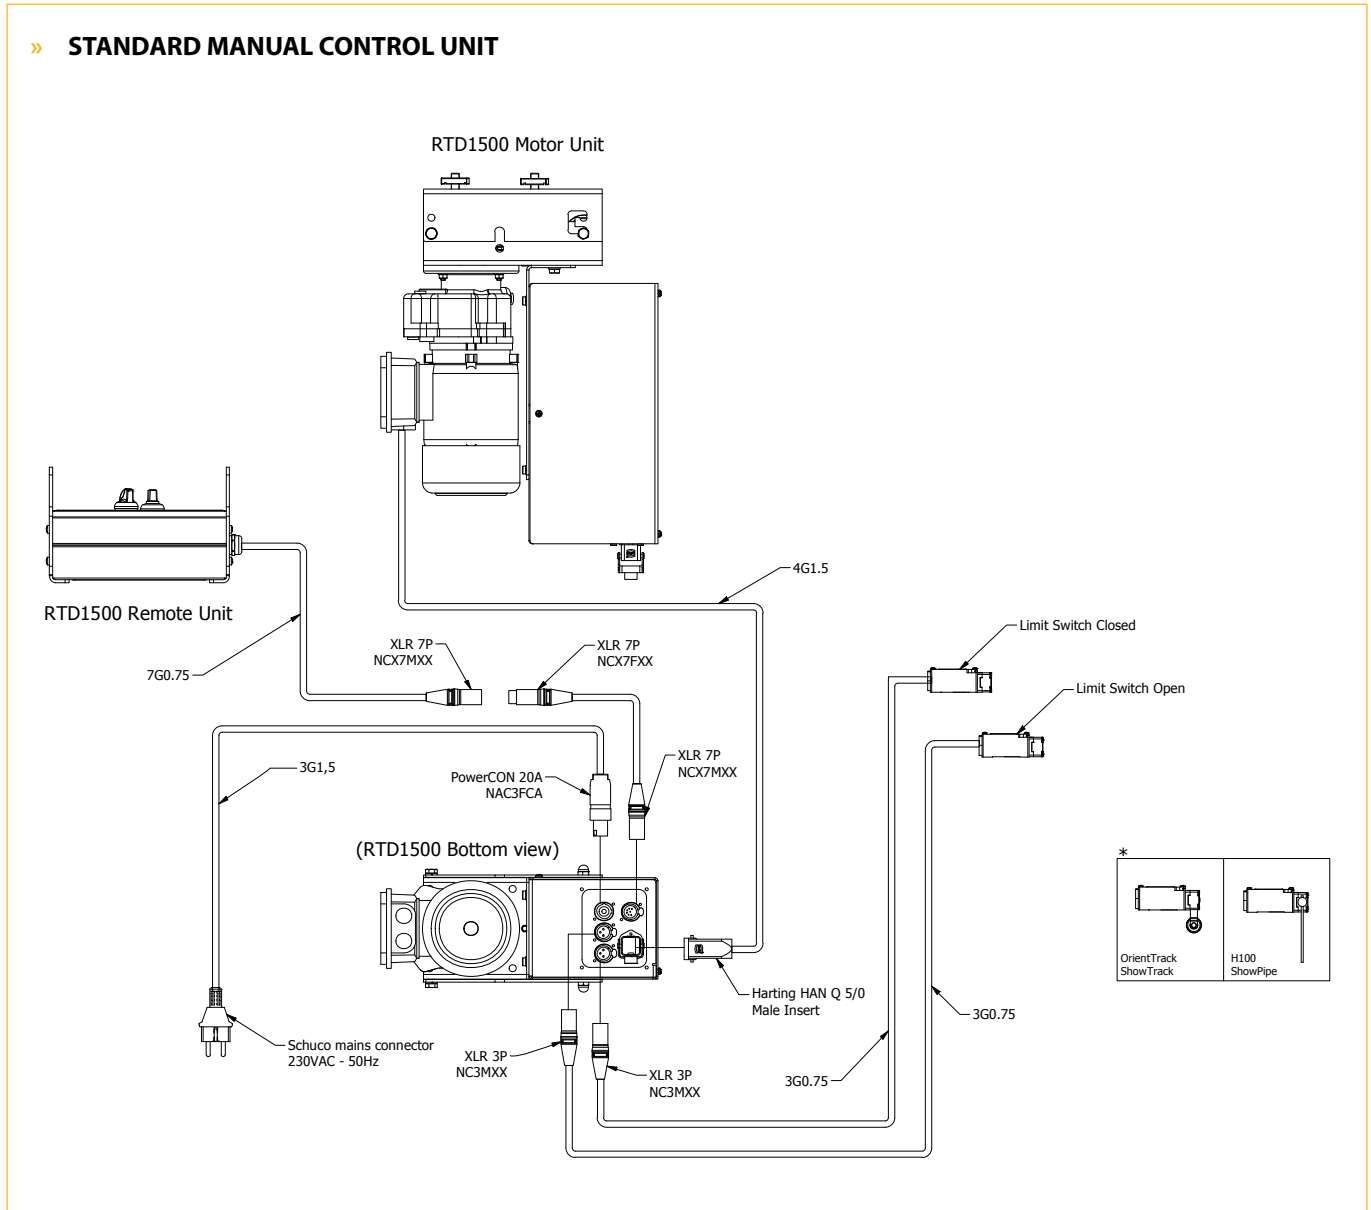 » STANDARD MANUAL CONTROL UNIT
RTD1500 Motor Unit
4G1.5
RTD1500 Remote Unit
7G0.75
XLR 7P
NCX7MXX
XLR 7P
NCX7FXX
Limit Switch Closed
Limit Switch Open
3G1,5
PowerCON 20A
NAC3FCA
XLR 7P
NCX7MXX
(RTD1500 Bottom view)
*
OrientTrack
ShowTrack
H100
ShowPipe
Harting HAN Q 5/0
Male Insert
3G0.75
Schuco mains connector
230VAC - 50Hz
XLR 3P
NC3MXX
XLR 3P
NC3MXX
3G0.75